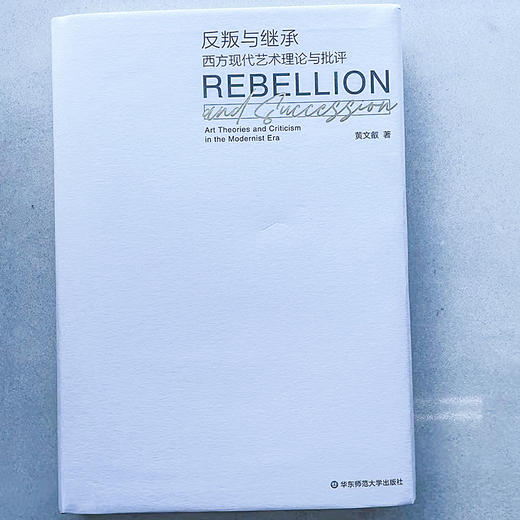 反叛与继承
西方现代艺术理论与批评
REBELLION
and Succession
Art Theories and Criticism
in the Modernist Era
黄文叡 著
华东师范大学出版社